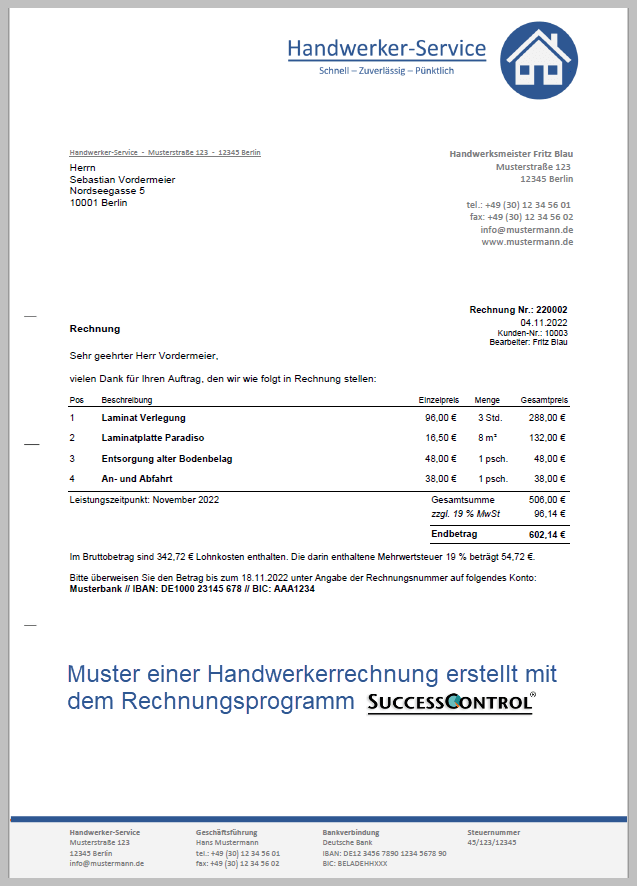 Handwerker-Service
Schnell – Zuverlässig – Pünktlich
Handwerker-Service - Musterstraße 123 - 12345 Berlin
Herrn
Sebastian Vordermeier
Nordseegasse 5
10001 Berlin
Handwerksmeister Fritz Blau
Musterstraße 123
12345 Berlin
tel.: +49 (30) 12 34 56 01
fax: +49 (30) 12 34 56 02
info@mustermann.de
www.mustermann.de
Rechnung Nr.: 220002
04.11.2022
Kunden-Nr.: 10003
Bearbeiter: Fritz Blau
Rechnung
Sehr geehrter Herr Vordermeier,
vielen Dank für Ihren Auftrag, den wir wie folgt in Rechnung stellen:
Pos Beschreibung Einzelpreis Menge Gesamtpreis
1 Laminat Verlegung 96,00 € 3 Std. 288,00 €
2 Laminatplatte Paradiso 16,50 € 8 m² 132,00 €
3 Entsorgung alter Bodenbelag 48,00 € 1 psch. 48,00 €
4 An- und Abfahrt 38,00 € 1 psch. 38,00 €
Leistungszeitpunkt: November 2022 Gesamtsumme 506,00 €
zzgl. 19 % MwSt 96,14 €
Endbetrag 602,14 €
Im Bruttobetrag sind 342,72 € Lohnkosten enthalten. Die darin enthaltene Mehrwertsteuer 19 % beträgt 54,72 €.
Bitte überweisen Sie den Betrag bis zum 18.11.2022 unter Angabe der Rechnungsnummer auf folgendes Konto:
Musterbank // IBAN: DE1000 23145 678 // BIC: AAA1234
Muster einer Handwerkerrechnung erstellt mit
dem Rechnungsprogramm SUCCESSCONTROL®
Handwerker-Service Geschäftsführung Bankverbindung Steuernummer
Musterstraße 123 Hans Mustermann Deutsche Bank 45/123/12345
12345 Berlin tel.: +49 (30) 12 34 56 01 IBAN: DE12 3456 7890 1234 5678 90
info@mustermann.de fax: +49 (30) 12 34 56 02 BIC: BELADEHHXXX